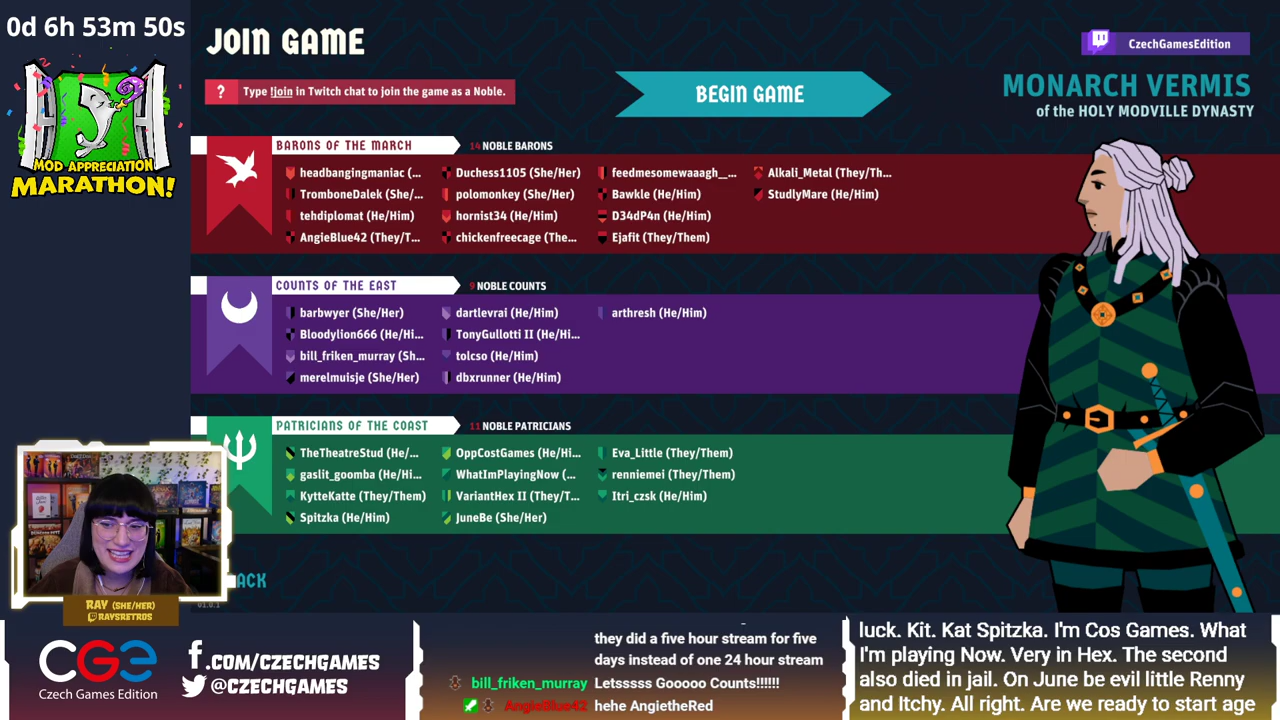 0d 6h 53m 50s
MOD APPRECIATION
MARATHON!
JOIN GAME
? Type !join in Twitch chat to join the game as a Noble.
BEGIN GAME
CzechGamesEdition
MONARCH VERMIS
of the HOLY MODVILLE DYNASTY
BARONS OF THE MARCH 14 NOBLE BARONS
headbangingmaniac (... Duchess1105 (She/Her) feedmesomewaaagh__... Alkali_Metal (They/Th...
TromboneDalek (She/... polomonkey (She/Her) Bawkle (He/Him) StudlyMare (He/Him)
tehdiplomat (He/Him) hornist34 (He/Him) D34dP4n (He/Him)
AngieBlue42 (They/T... chickenfreecage (The... Ejafit (They/Them)
COUNTS OF THE EAST 9 NOBLE COUNTS
barbwyer (She/Her) dartlevrai (He/Him) arthresh (He/Him)
Bloodylion666 (He/Hi... TonyGullotti II (He/Hi...
bill_friken_murray (Sh... tolcso (He/Him)
merelmuisje (She/Her) dbxrunner (He/Him)
PATRICIANS OF THE COAST 11 NOBLE PATRICIANS
TheTheatreStud (He/... OppCostGames (He/Hi... Eva_Little (They/Them)
gaslit_goomba (He/Hi... WhatImPlayingNow (... renniemei (They/Them)
KytteKatte (They/Them) VariantHex II (They/T... Itri_czsk (He/Him)
Spitzka (He/Him) JuneBe (She/Her)
ACK
v1.0.1
RAY (SHE/HER)
RAYSRETROS
CGE
Czech Games Edition
f.COM/CZECHGAMES
@CZECHGAMES
they did a five hour stream for five
days instead of one 24 hour stream
bill_friken_murray Letsssss Gooooo Counts!!!!!!
AngieBlue42 hehe AngietheRed
luck. Kit. Kat Spitzka. I'm Cos Games. What
I'm playing Now. Very in Hex. The second
also died in jail. On June be evil little Renny
and Itchy. All right. Are we ready to start age